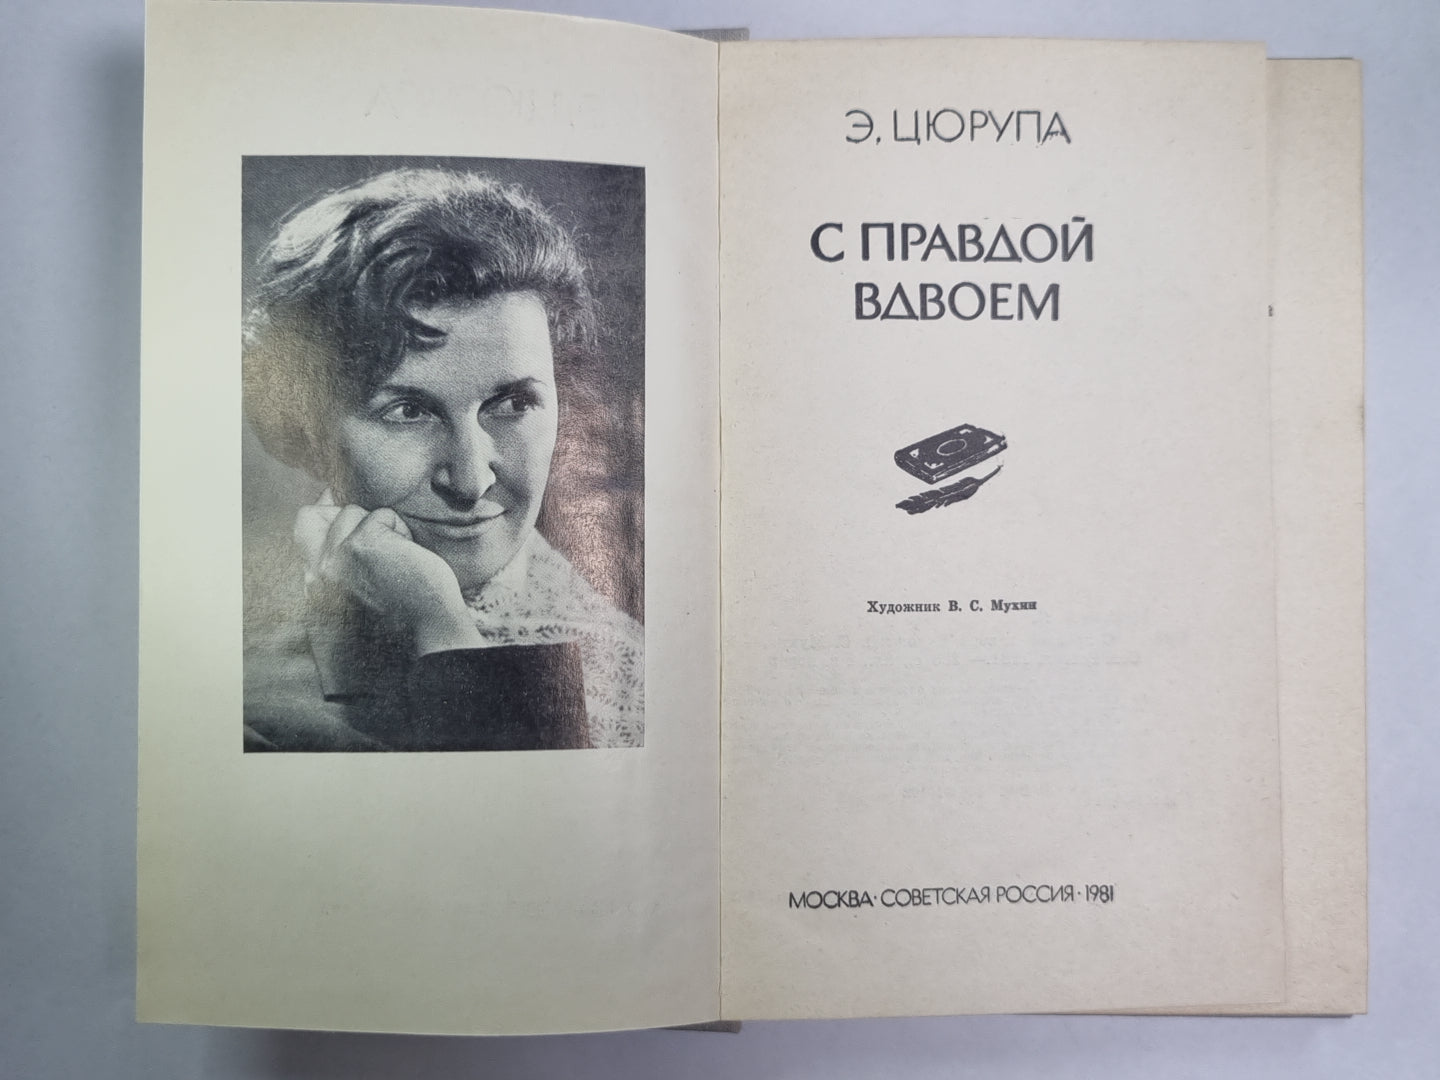 Э. ЦЮРУПА
С ПРАВДОЙ
ВДВОЕМ
Художник В. С. Мухин
МОСКВА · СОВЕТСКАЯ РОССИЯ · 1981